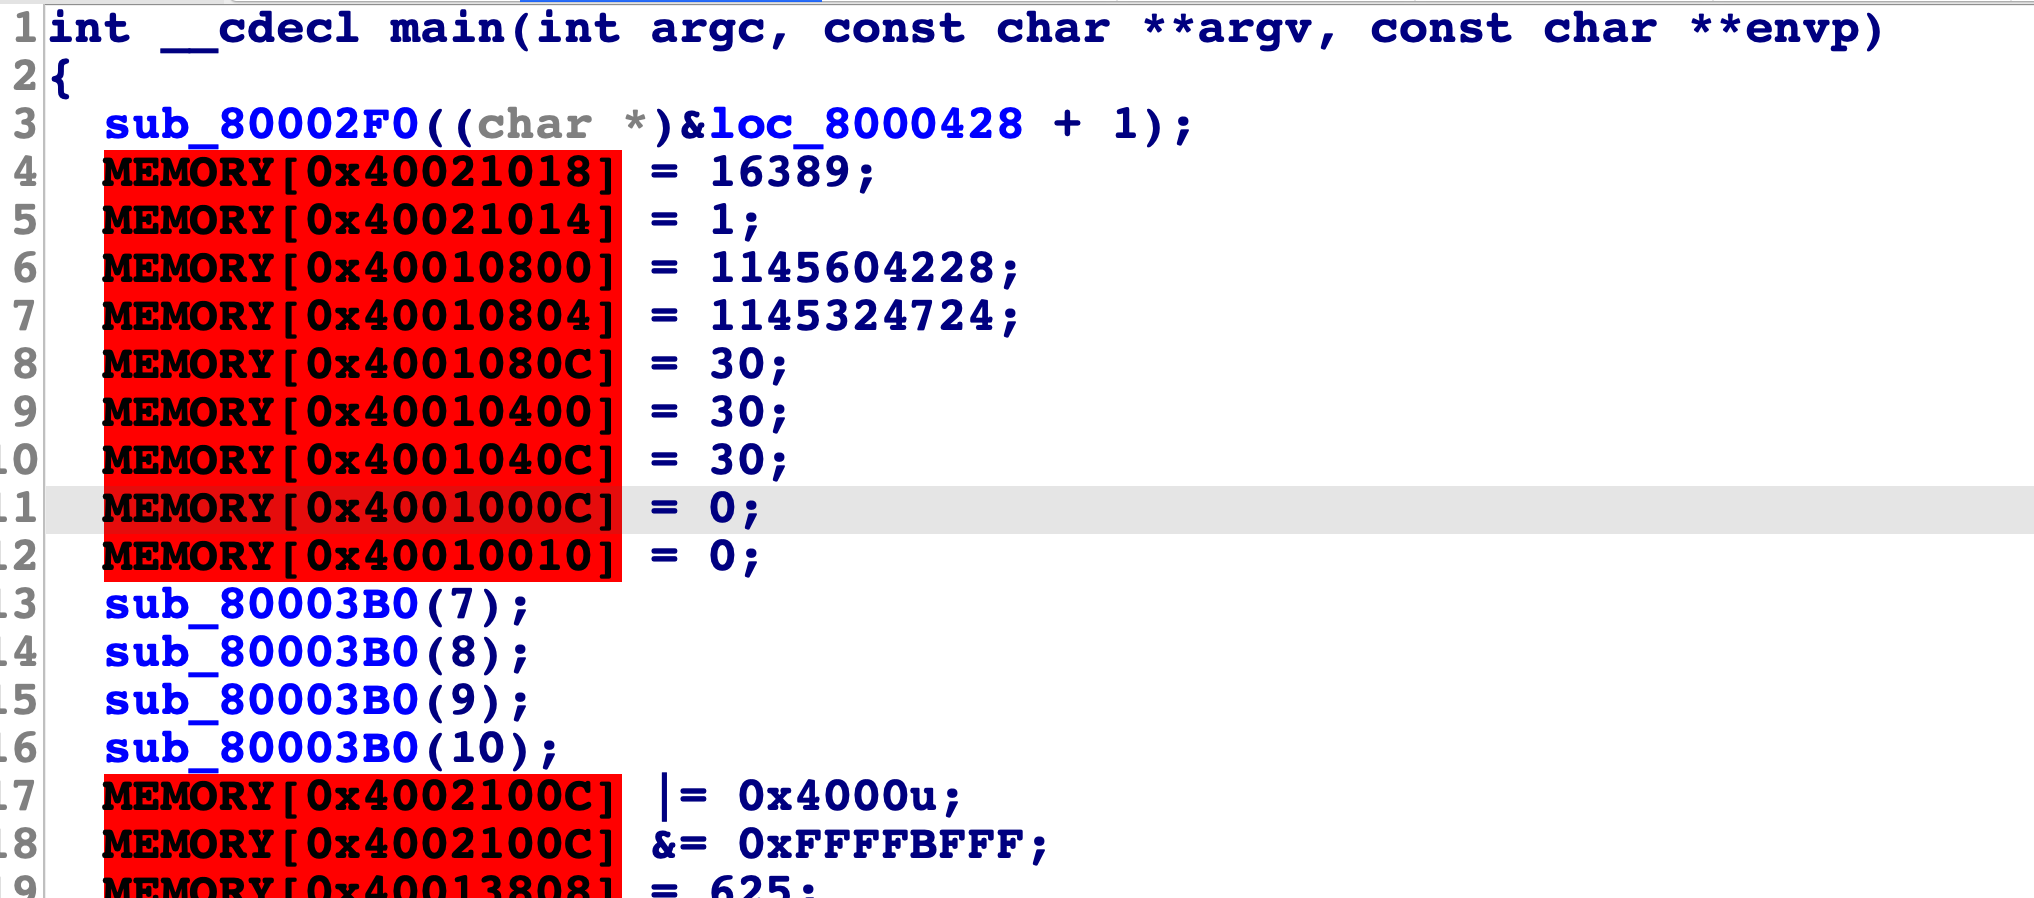 1 int __cdecl main(int argc, const char **argv, const char **envp)
2 {
3 sub_80002F0((char *)&loc_8000428 + 1);
4 MEMORY[0x40021018] = 16389;
5 MEMORY[0x40021014] = 1;
6 MEMORY[0x40010800] = 1145604228;
7 MEMORY[0x40010804] = 1145324724;
8 MEMORY[0x4001080C] = 30;
9 MEMORY[0x40010400] = 30;
10 MEMORY[0x4001040C] = 30;
11 MEMORY[0x4001000C] = 0;
12 MEMORY[0x40010010] = 0;
13 sub_80003B0(7);
14 sub_80003B0(8);
15 sub_80003B0(9);
16 sub_80003B0(10);
17 MEMORY[0x4002100C] |= 0x4000u;
18 MEMORY[0x4002100C] &= 0xFFFFBFFF;
19 MEMORY[0x40013808] = 625;